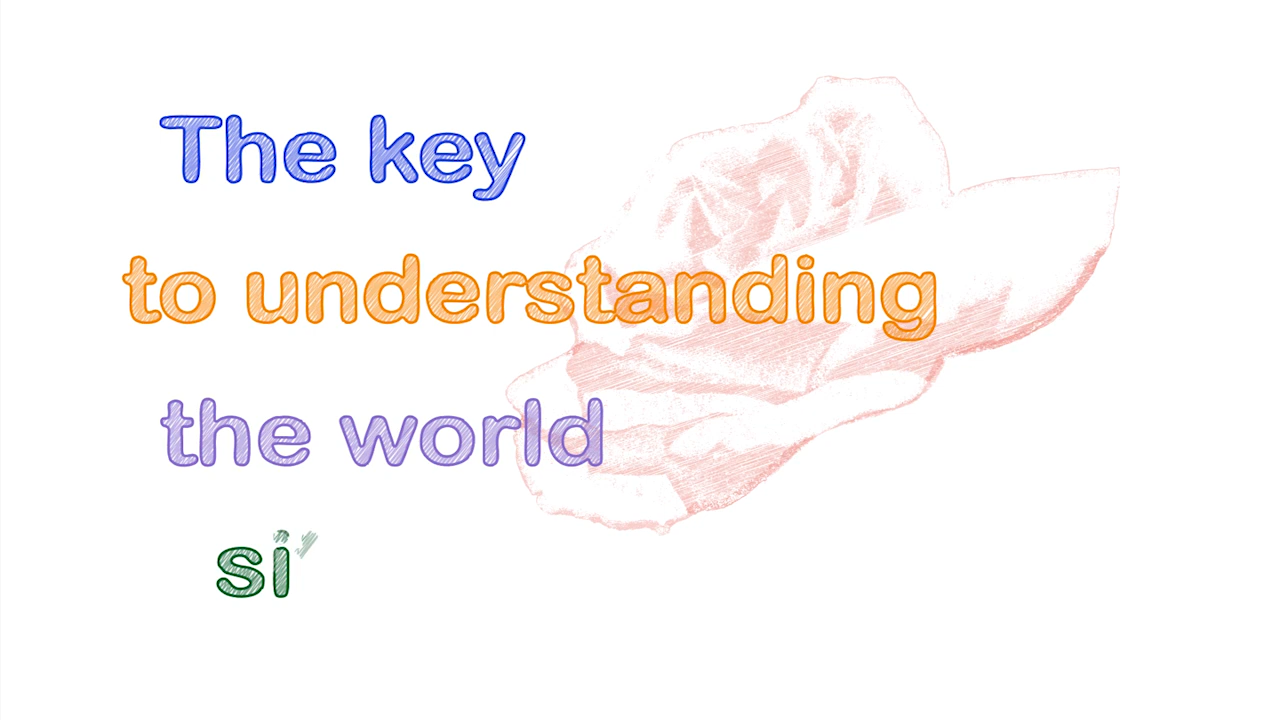 The key
to understanding
the world
si